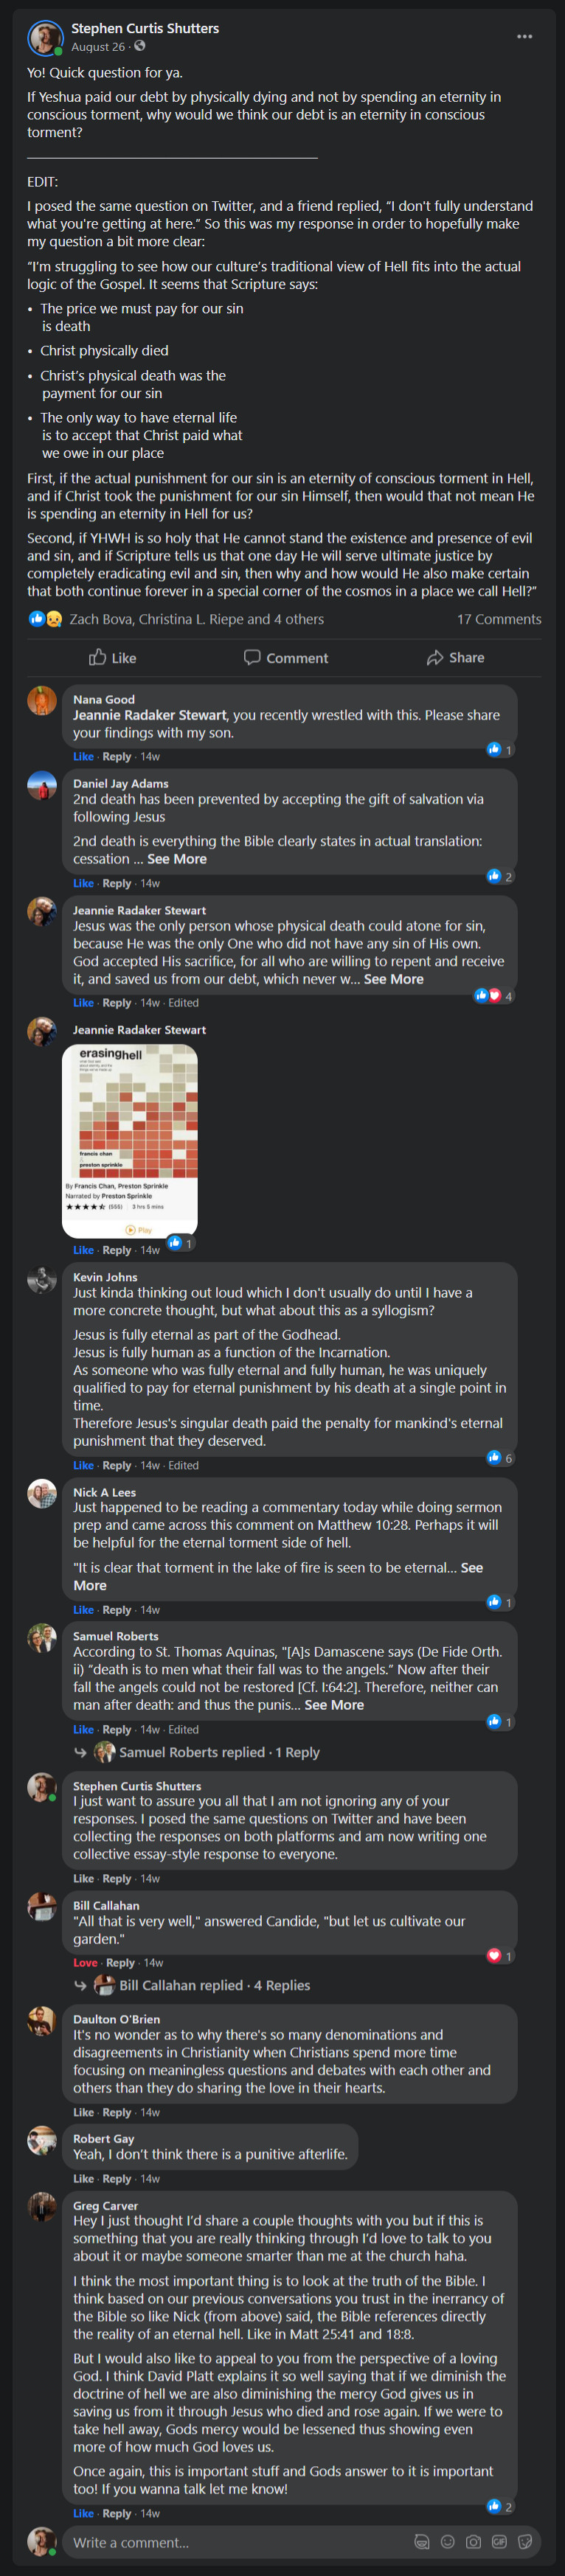 Stephen Curtis Shutters
August 26 ·
Yo! Quick question for ya.
If Yeshua paid our debt by physically dying and not by spending an eternity in
conscious torment, why would we think our debt is an eternity in conscious
torment?
EDIT:
I posed the same question on Twitter, and a friend replied, “I don't fully understand
what you're getting at here.” So this was my response in order to hopefully make
my question a bit more clear:
“I'm struggling to see how our culture’s traditional view of Hell fits into the actual
logic of the Gospel. It seems that Scripture says:
• The price we must pay for our sin
is death
• Christ physically died
• Christ’s physical death was the
payment for our sin
• The only way to have eternal life
is to accept that Christ paid what
we owe in our place
First, if the actual punishment for our sin is an eternity of conscious torment in Hell,
and if Christ took the punishment for our sin Himself, then would that not mean He
is spending an eternity in Hell for us?
Second, if YHWH is so holy that He cannot stand the existence and presence of evil
and sin, and if Scripture tells us that one day He will serve ultimate justice by
completely eradicating evil and sin, then why and how would He also make certain
that both continue forever in a special corner of the cosmos in a place we call Hell?”
Zach Bova, Christina L. Riepe and 4 others
17 Comments
Like
Comment
Share
Nana Good
Jeannie Radaker Stewart, you recently wrestled with this. Please share
your findings with my son.
Like · Reply · 14w
1
Daniel Jay Adams
2nd death has been prevented by accepting the gift of salvation via
following Jesus
2nd death is everything the Bible clearly states in actual translation:
cessation ... See More
Like · Reply · 14w
2
Jeannie Radaker Stewart
Jesus was the only person whose physical death could atone for sin,
because He was the only One who did not have any sin of His own.
God accepted His sacrifice, for all who are willing to repent and receive
it, and saved us from our debt, which never w... See More
Like · Reply · 14w · Edited
4
Jeannie Radaker Stewart
erasinghell
francis chan
preston sprinkle
By Francis Chan, Preston Sprinkle
Narrated by Preston Sprinkle
(555)
3 hrs 5 mins
Play
Like · Reply · 14w
1
Kevin Johns
Just kinda thinking out loud which I don't usually do until I have a
more concrete thought, but what about this as a syllogism?
Jesus is fully eternal as part of the Godhead.
Jesus is fully human as a function of the Incarnation.
As someone who was fully eternal and fully human, he was uniquely
qualified to pay for eternal punishment by his death at a single point in
time.
Therefore Jesus's singular death paid the penalty for mankind's eternal
punishment that they deserved.
Like · Reply · 14w · Edited
6
Nick A Lees
Just happened to be reading a commentary today while doing sermon
prep and came across this comment on Matthew 10:28. Perhaps it will
be helpful for the eternal torment side of hell.
"It is clear that torment in the lake of fire is seen to be eternal... See
More
Like · Reply · 14w
1
Samuel Roberts
According to St. Thomas Aquinas, "[A]s Damascene says (De Fide Orth.
ii) “death is to men what their fall was to the angels.” Now after their
fall the angels could not be restored [Cf. I:64:2]. Therefore, neither can
man after death: and thus the punis... See More
Like · Reply · 14w · Edited
1
Samuel Roberts replied · 1 Reply
Stephen Curtis Shutters
I just want to assure you all that I am not ignoring any of your
responses. I posed the same questions on Twitter and have been
collecting the responses on both platforms and am now writing one
collective essay-style response to everyone.
Like · Reply · 14w
Bill Callahan
"All that is very well," answered Candide, "but let us cultivate our
garden."
Love · Reply · 14w
1
Bill Callahan replied · 4 Replies
Daulton O'Brien
It's no wonder as to why there's so many denominations and
disagreements in Christianity when Christians spend more time
focusing on meaningless questions and debates with each other and
others than they do sharing the love in their hearts.
Like · Reply · 14w
Robert Gay
Yeah, I don't think there is a punitive afterlife.
Like · Reply · 14w
Greg Carver
Hey I just thought I'd share a couple thoughts with you but if this is
something that you are really thinking through I'd love to talk to you
about it or maybe someone smarter than me at the church haha.
I think the most important thing is to look at the truth of the Bible. I
think based on our previous conversations you trust in the inerrancy of
the Bible so like Nick (from above) said, the Bible references directly
the reality of an eternal hell. Like in Matt 25:41 and 18:8.
But I would also like to appeal to you from the perspective of a loving
God. I think David Platt explains it so well saying that if we diminish the
doctrine of hell we are also diminishing the mercy God gives us in
saving us from it through Jesus who died and rose again. If we were to
take hell away, Gods mercy would be lessened thus showing even
more of how much God loves us.
Once again, this is important stuff and Gods answer to it is important
too! If you wanna talk let me know!
Like · Reply · 14w
2
Write a comment...
GIF